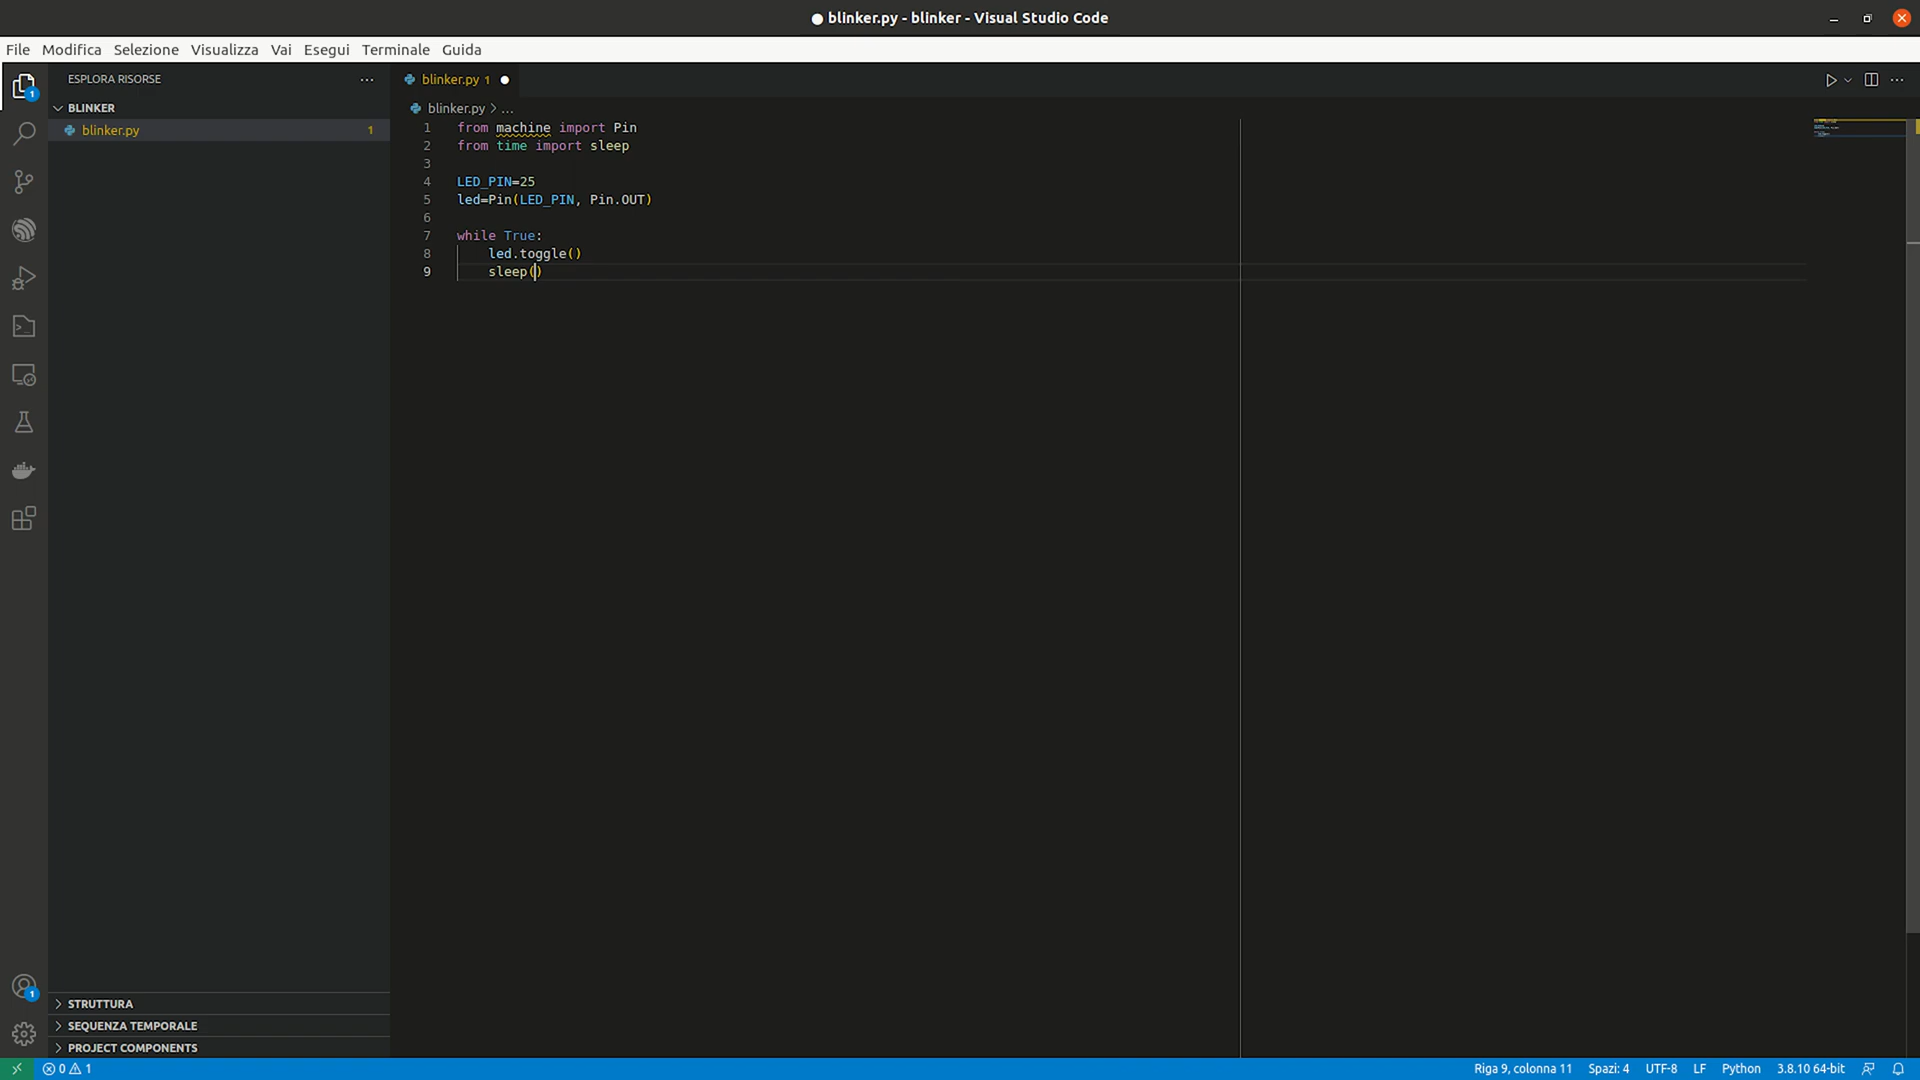 ● blinker.py - blinker - Visual Studio Code
File Modifica Selezione Visualizza Vai Esegui Terminale Guida
ESPLORA RISORSE
BLINKER
blinker.py 1
STRUTTURA
SEQUENZA TEMPORALE
PROJECT COMPONENTS
1
1
blinker.py 1 ●
blinker.py > ...
1 from machine import Pin
2 from time import sleep
3
4 LED_PIN=25
5 led=Pin(LED_PIN, Pin.OUT)
6
7 while True:
8 led.toggle()
9 sleep()
0 1 Riga 9, colonna 11 Spazi: 4 UTF-8 LF Python 3.8.10 64-bit